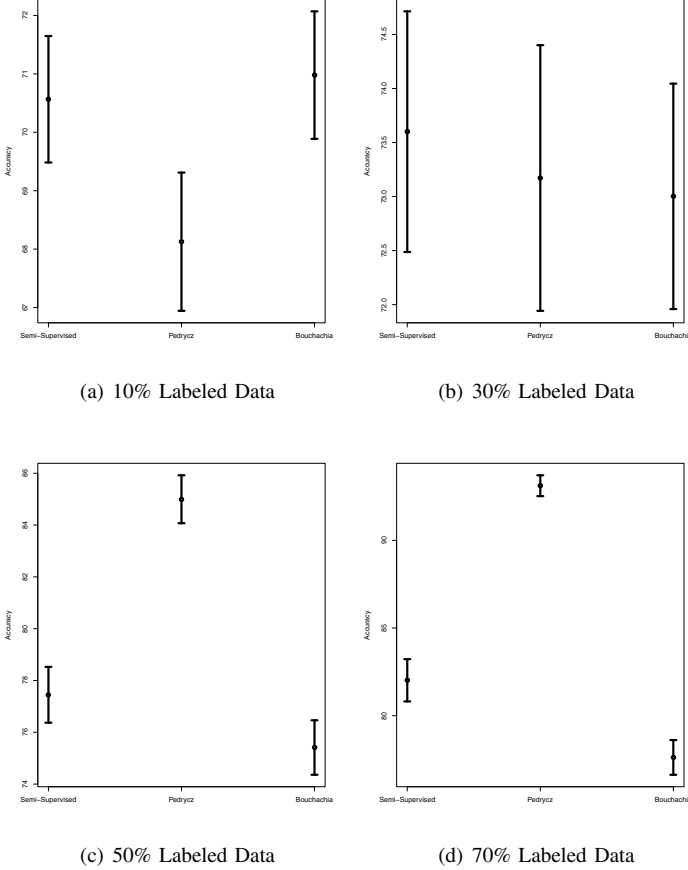 72
71
70
69
68
67
Accuracy
Semi−Supervised Pedrycz Bouchachia
(a) 10% Labeled Data
74.5
74.0
73.5
73.0
72.5
72.0
Accuracy
Semi−Supervised Pedrycz Bouchachi
(b) 30% Labeled Data
86
84
82
80
78
76
74
Accuracy
Semi−Supervised Pedrycz Bouchachia
(c) 50% Labeled Data
90
85
80
Accuracy
Semi−Supervised Pedrycz Bouchachi
(d) 70% Labeled Data